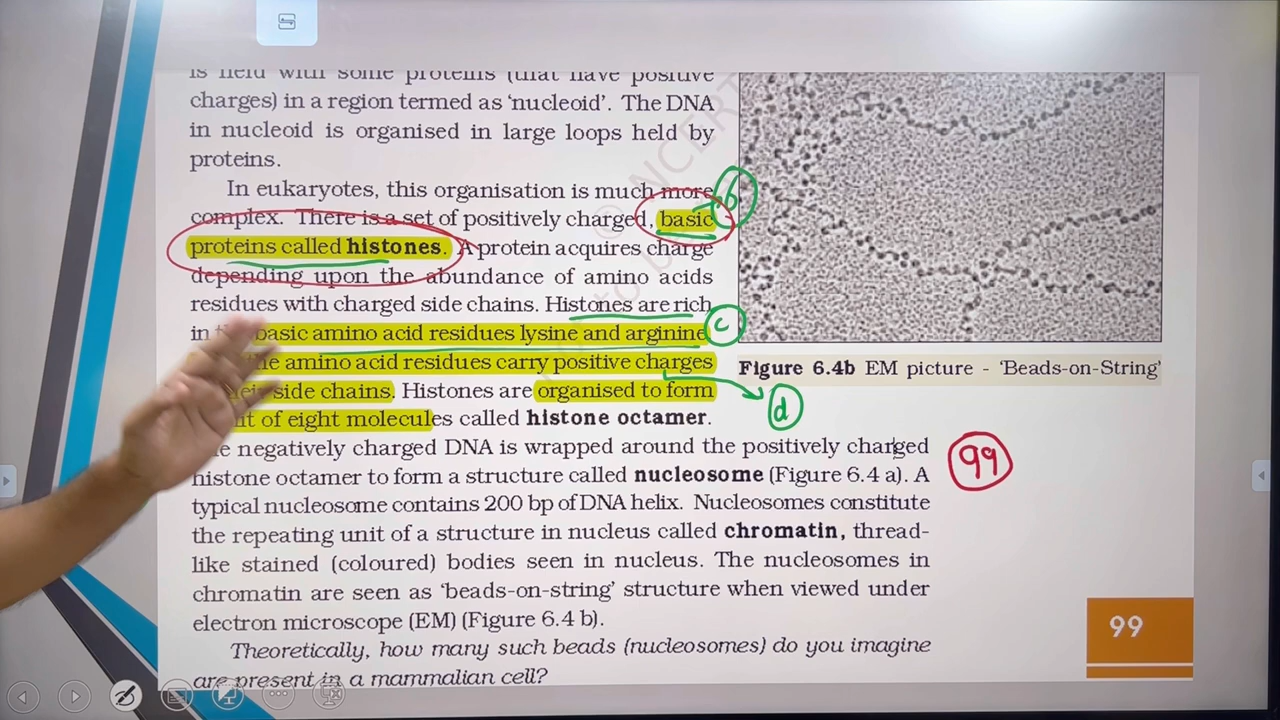 is held with some proteins (that have positive
charges) in a region termed as ‘nucleoid’. The DNA
in nucleoid is organised in large loops held by
proteins.
In eukaryotes, this organisation is much more
complex. There is a set of positively charged, basic
proteins called histones. A protein acquires charge
depending upon the abundance of amino acids
residues with charged side chains. Histones are rich
in basic amino acid residues lysine and arginine
amino acid residues carry positive charges
side chains. Histones are organised to form
of eight molecules called histone octamer.
negatively charged DNA is wrapped around the positively charged
histone octamer to form a structure called nucleosome (Figure 6.4 a). A
typical nucleosome contains 200 bp of DNA helix. Nucleosomes constitute
the repeating unit of a structure in nucleus called chromatin, thread-
like stained (coloured) bodies seen in nucleus. The nucleosomes in
chromatin are seen as ‘beads-on-string’ structure when viewed under
electron microscope (EM) (Figure 6.4 b).
Theoretically, how many such beads (nucleosomes) do you imagine
are present in a mammalian cell?
b
c
d
Figure 6.4b EM picture - ‘Beads-on-String’
99
99
© NCERT